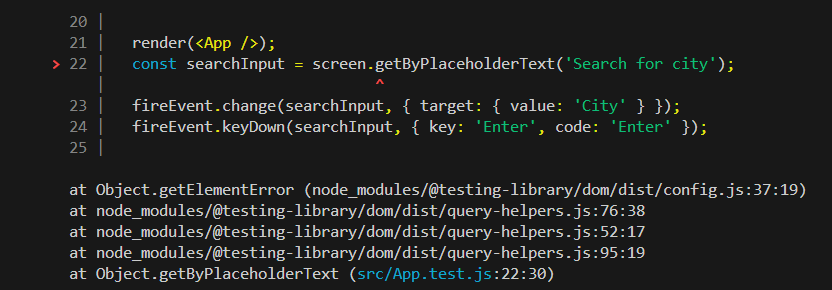 20 |
21 |   render(<App />);
> 22 |   const searchInput = screen.getByPlaceholderText('Search for city');
|                              ^
23 |   fireEvent.change(searchInput, { target: { value: 'City' } });
24 |   fireEvent.keyDown(searchInput, { key: 'Enter', code: 'Enter' });
25 |
at Object.getElementError (node_modules/@testing-library/dom/dist/config.js:37:19)
at node_modules/@testing-library/dom/dist/query-helpers.js:76:38
at node_modules/@testing-library/dom/dist/query-helpers.js:52:17
at node_modules/@testing-library/dom/dist/query-helpers.js:95:19
at Object.getByPlaceholderText (src/App.test.js:22:30)